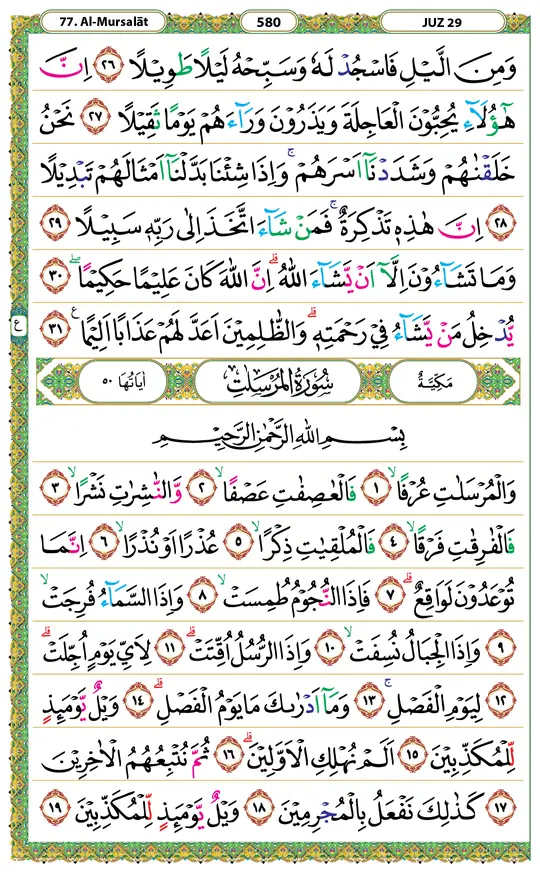 77. Al-Mursalāt 580 JUZ 29
وَمِنَ الَّيْلِ فَاسْجُدْ لَهٗ وَسَبِّحْهُ لَيْلًا طَوِيْلًا ﴿٢٦﴾ اِنَّ
هٰٓؤُلَآءِ يُحِبُّوْنَ الْعَاجِلَةَ وَيَذَرُوْنَ وَرَآءَهُمْ يَوْمًا ثَقِيْلًا ﴿٢٧﴾ نَحْنُ
خَلَقْنٰهُمْ وَشَدَدْنَآ اَسْرَهُمْ ۚ وَاِذَا شِئْنَا بَدَّلْنَآ اَمْثَالَهُمْ تَبْدِيْلًا
﴿٢٨﴾ اِنَّ هٰذِهٖ تَذْكِرَةٌ ۚ فَمَنْ شَآءَ اتَّخَذَ اِلٰى رَبِّهٖ سَبِيْلًا ﴿٢٩﴾
وَمَا تَشَآءُوْنَ اِلَّآ اَنْ يَّشَآءَ اللّٰهُ ۗ اِنَّ اللّٰهَ كَانَ عَلِيْمًا حَكِيْمًا ۖ ﴿٣٠﴾
يُّدْخِلُ مَنْ يَّشَآءُ فِيْ رَحْمَتِهٖ ۗ وَالظّٰلِمِيْنَ اَعَدَّ لَهُمْ عَذَابًا اَلِيْمًا ࣖ ﴿٣١﴾
ع
مَكِّيَّةٌ سُوْرَةُ الْمُرْسَلٰتِ اٰيَاتُهَا ٥٠
بِسْمِ اللّٰهِ الرَّحْمٰنِ الرَّحِيْمِ
وَالْمُرْسَلٰتِ عُرْفًا ۙ ﴿١﴾ فَالْعٰصِفٰتِ عَصْفًا ۙ ﴿٢﴾ وَّالنّٰشِرٰتِ نَشْرًا ۙ ﴿٣﴾
فَالْفٰرِقٰتِ فَرْقًا ۙ ﴿٤﴾ فَالْمُلْقِيٰتِ ذِكْرًا ۙ ﴿٥﴾ عُذْرًا اَوْ نُذْرًا ۙ ﴿٦﴾ اِنَّمَا
تُوْعَدُوْنَ لَوَاقِعٌ ۗ ﴿٧﴾ فَاِذَا النُّجُوْمُ طُمِسَتْ ۙ ﴿٨﴾ وَاِذَا السَّمَآءُ فُرِجَتْ ۙ
﴿٩﴾ وَاِذَا الْجِبَالُ نُسِفَتْ ۙ ﴿١٠﴾ وَاِذَا الرُّسُلُ اُقِّتَتْ ۗ ﴿١١﴾ لِاَيِّ يَوْمٍ اُجِّلَتْ ۗ
﴿١٢﴾ لِيَوْمِ الْفَصْلِ ۚ ﴿١٣﴾ وَمَآ اَدْرٰىكَ مَا يَوْمُ الْفَصْلِ ۗ ﴿١٤﴾ وَيْلٌ يَّوْمَىِٕذٍ
لِّلْمُكَذِّبِيْنَ ﴿١٥﴾ اَلَمْ نُهْلِكِ الْاَوَّلِيْنَ ۗ ﴿١٦﴾ ثُمَّ نُتْبِعُهُمُ الْاٰخِرِيْنَ
﴿١٧﴾ كَذٰلِكَ نَفْعَلُ بِالْمُجْرِمِيْنَ ﴿١٨﴾ وَيْلٌ يَّوْمَىِٕذٍ لِّلْمُكَذِّبِيْنَ ﴿١٩﴾